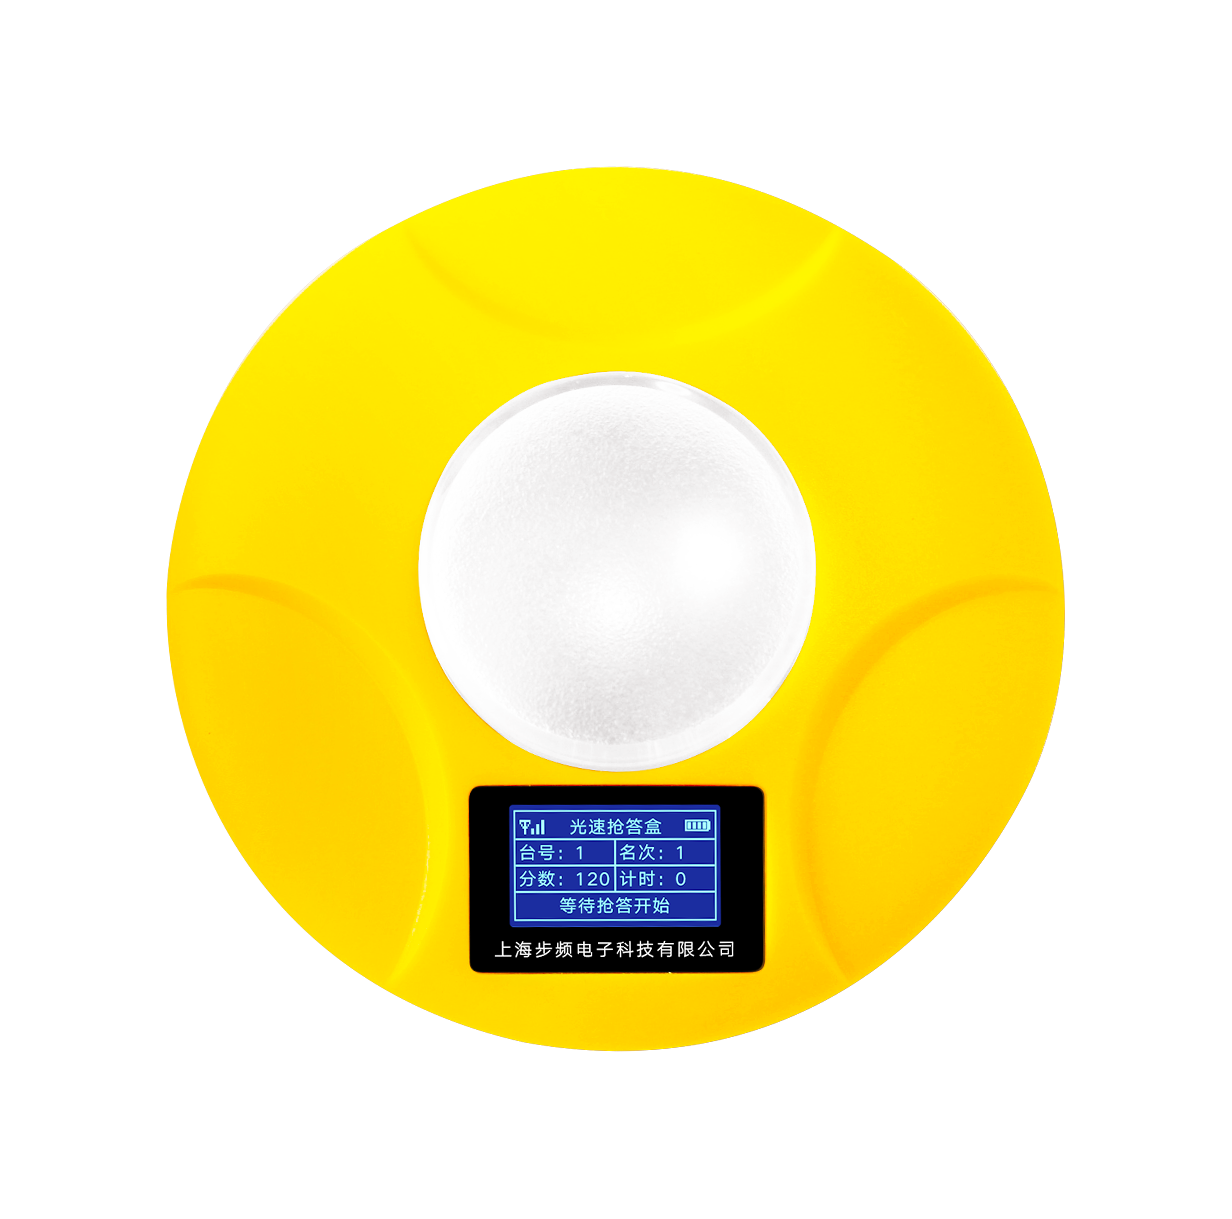 光速抢答盒
台号：1 名次：1
分数：120 计时：0
等待抢答开始
上海步频电子科技有限公司